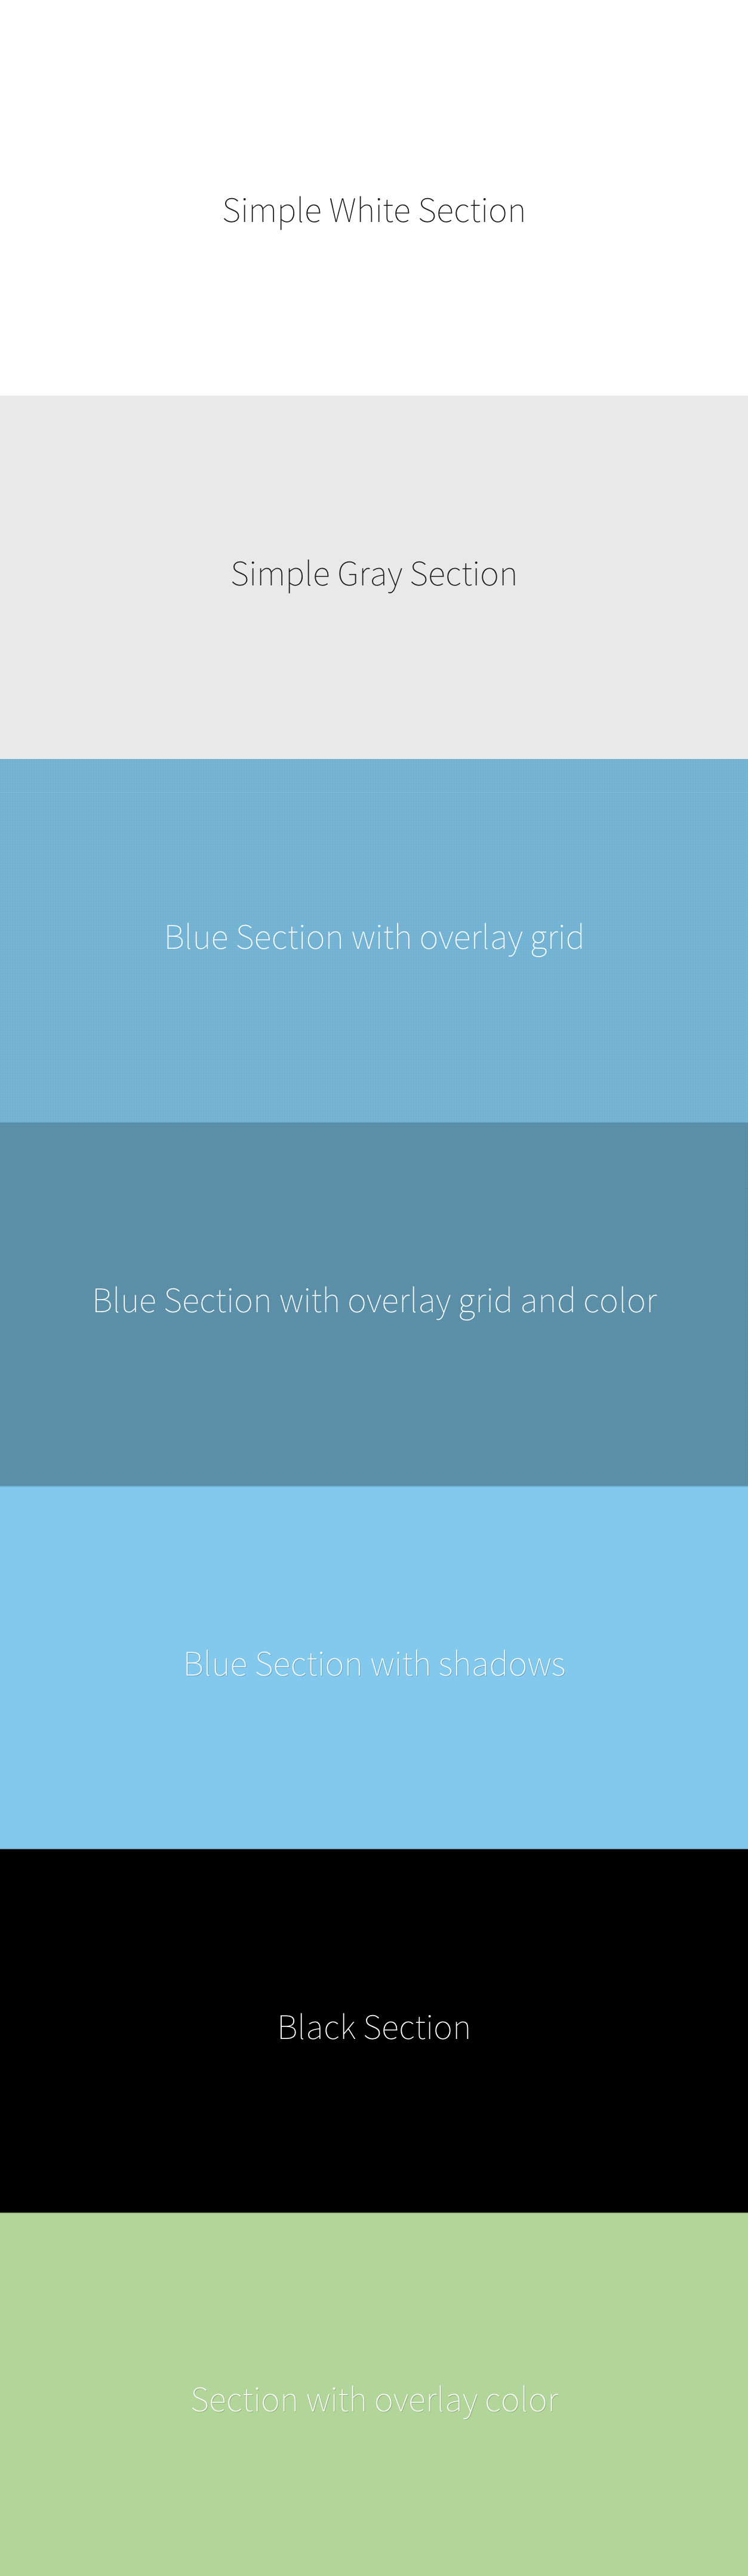 Simple White Section
Simple Gray Section
Blue Section with overlay grid
Blue Section with overlay grid and color
Blue Section with shadows
Black Section
Section with overlay color